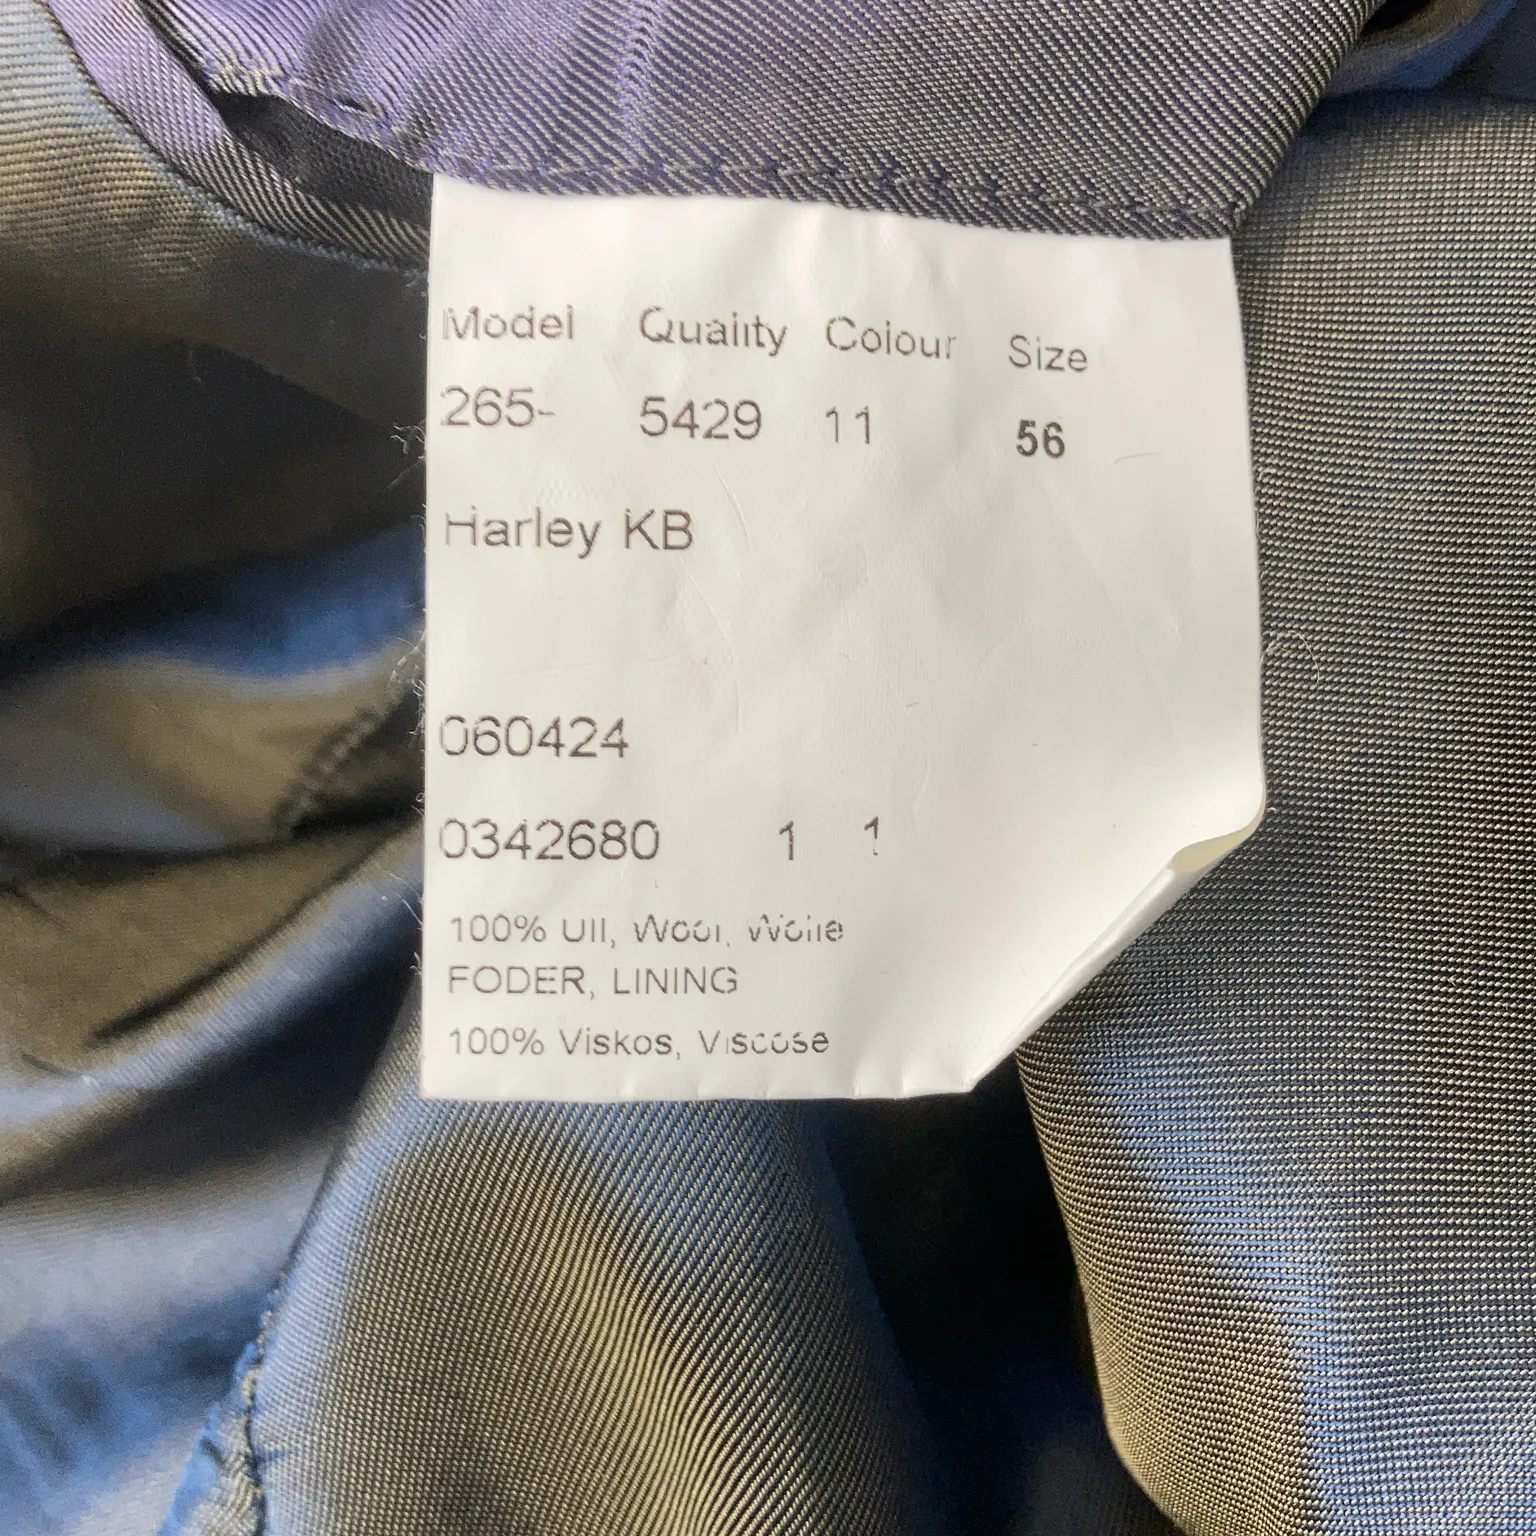 Model Quality Colour Size
265- 5429 11 56
Harley KB
060424
0342680 1 1
100% Ull, Wool, Wolle
FODER, LINING
100% Viskos, Viscose